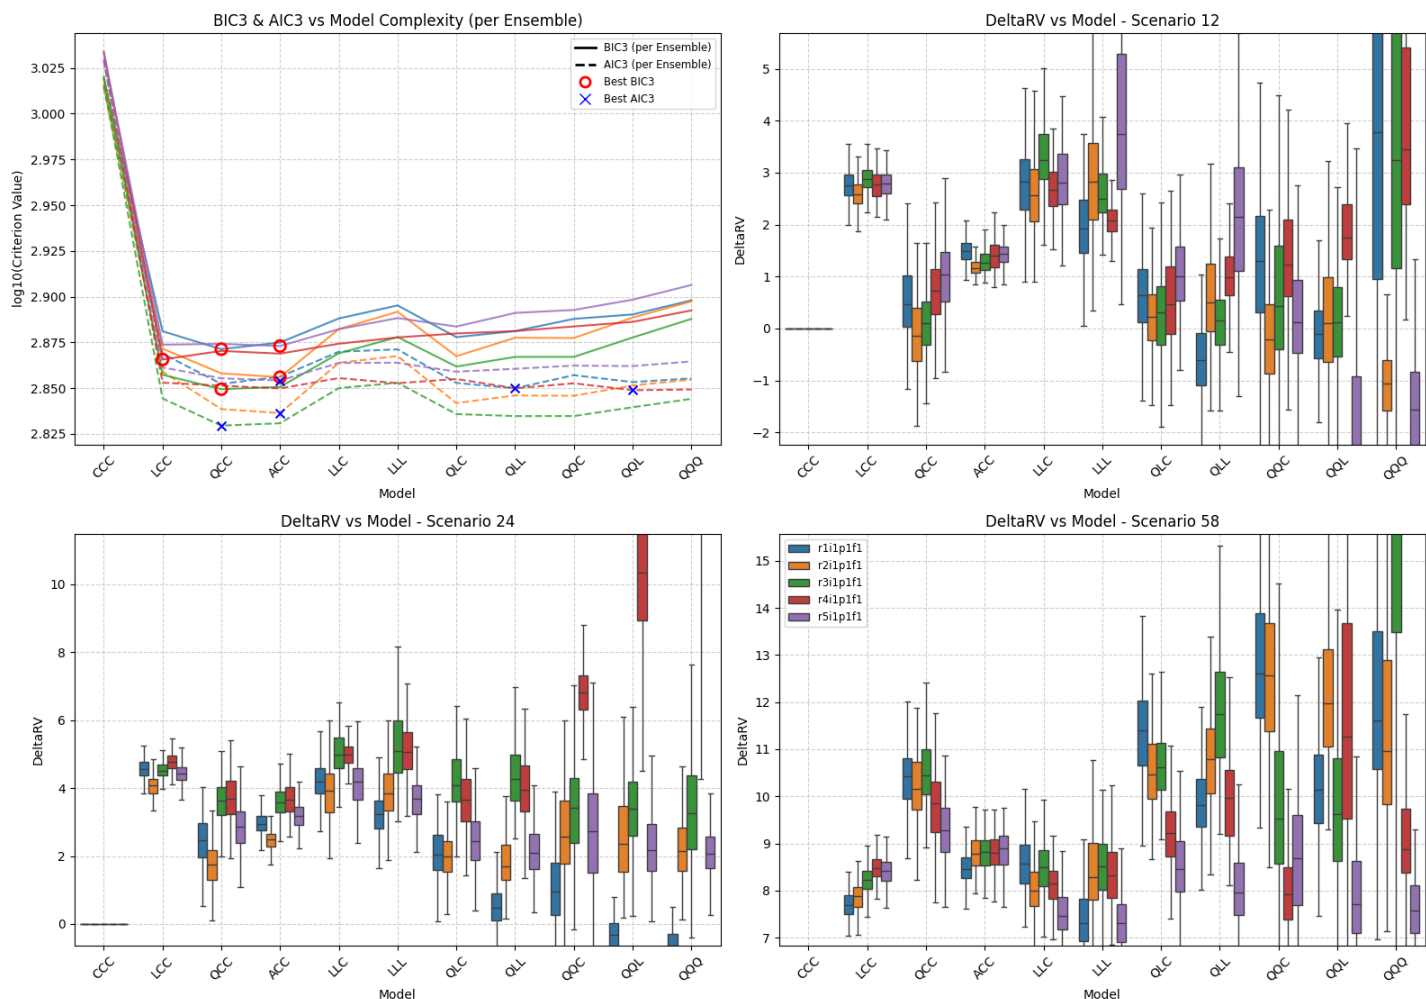 BIC3 & AIC3 vs Model Complexity (per Ensemble)
log10(Criterion Value)
3.025
3.000
2.975
2.950
2.925
2.900
2.875
2.850
2.825
BIC3 (per Ensemble)
AIC3 (per Ensemble)
Best BIC3
Best AIC3
CCC LCC QCC ACC LLC LLL QLC QLL QQC QQL QQQ
Model
DeltaRV vs Model - Scenario 12
DeltaRV
5
4
3
2
1
0
−1
−2
CCC LCC QCC ACC LLC LLL QLC QLL QQC QQL QQQ
Model
DeltaRV vs Model - Scenario 24
DeltaRV
10
8
6
4
2
0
CCC LCC QCC ACC LLC LLL QLC QLL QQC QQL QQQ
Model
DeltaRV vs Model - Scenario 58
DeltaRV
15
14
13
12
11
10
9
8
7
r1i1p1f1
r2i1p1f1
r3i1p1f1
r4i1p1f1
r5i1p1f1
CCC LCC QCC ACC LLC LLL QLC QLL QQC QQL QQQ
Model